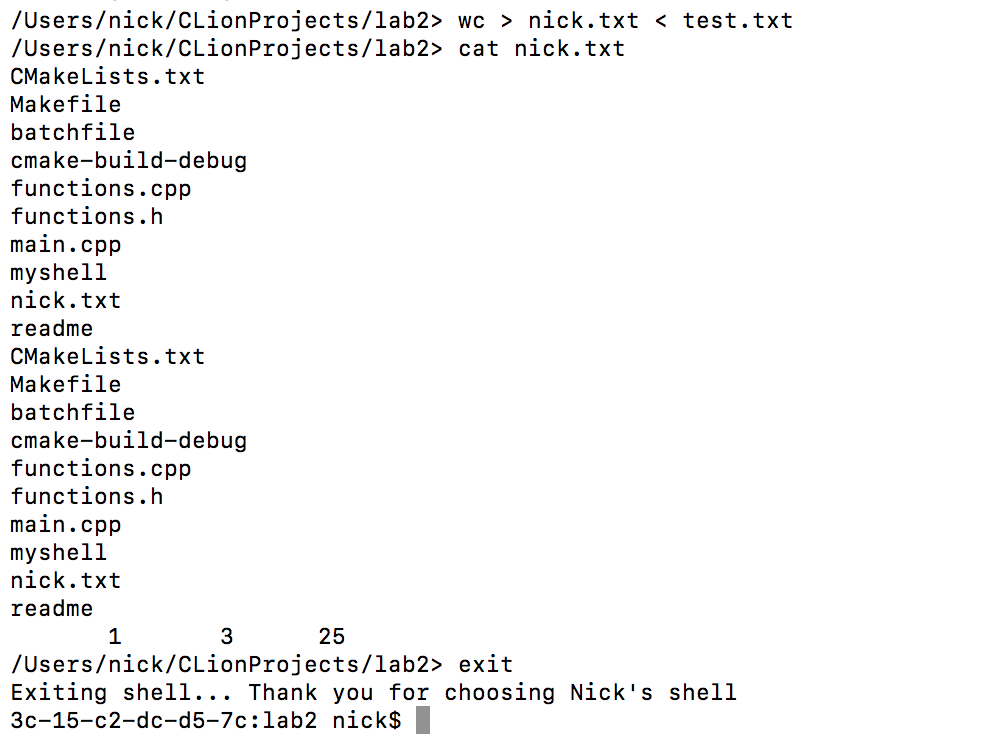 /Users/nick/CLionProjects/lab2> wc > nick.txt < test.txt
/Users/nick/CLionProjects/lab2> cat nick.txt
CMakeLists.txt
Makefile
batchfile
cmake-build-debug
functions.cpp
functions.h
main.cpp
myshell
nick.txt
readme
CMakeLists.txt
Makefile
batchfile
cmake-build-debug
functions.cpp
functions.h
main.cpp
myshell
nick.txt
readme
       1       3      25
/Users/nick/CLionProjects/lab2> exit
Exiting shell... Thank you for choosing Nick's shell
3c-15-c2-dc-d5-7c:lab2 nick$